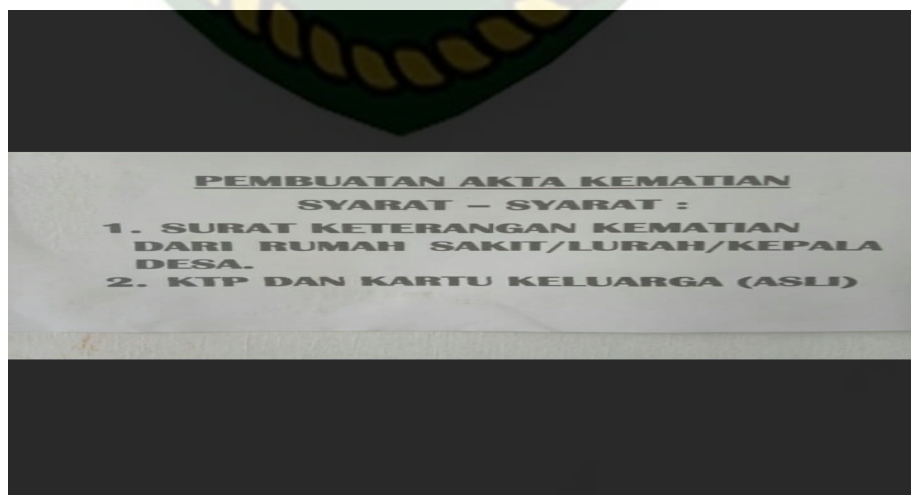 PEMBUATAN AKTA KEMATIAN
SYARAT – SYARAT :
1. SURAT KETERANGAN KEMATIAN
DARI RUMAH SAKIT/LURAH/KEPALA
DESA.
2. KTP DAN KARTU KELUARGA (ASLI)